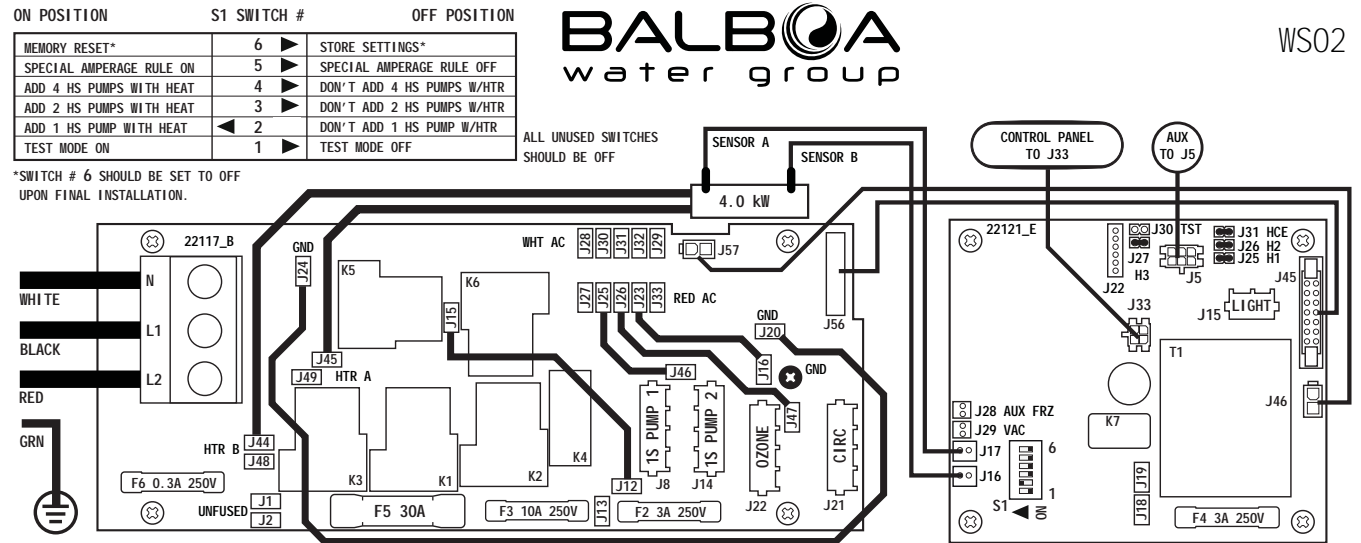 ON POSITION S1 SWITCH # OFF POSITION
MEMORY RESET* 6 STORE SETTINGS*
SPECIAL AMPERAGE RULE ON 5 SPECIAL AMPERAGE RULE OFF
ADD 4 HS PUMPS WITH HEAT 4 DON'T ADD 4 HS PUMPS W/HTR
ADD 2 HS PUMPS WITH HEAT 3 DON'T ADD 2 HS PUMPS W/HTR
ADD 1 HS PUMP WITH HEAT 2 DON'T ADD 1 HS PUMP W/HTR
TEST MODE ON 1 TEST MODE OFF
*SWITCH # 6 SHOULD BE SET TO OFF
UPON FINAL INSTALLATION.
ALL UNUSED SWITCHES
SHOULD BE OFF
BALBOA
water group
WS02
SENSOR A
SENSOR B
4.0 kW
CONTROL PANEL
TO J33
AUX
TO J5
WHITE
BLACK
RED
GRN
22117_B
N
L1
L2
GND
J24
K5
K6
J15
J45
J49 HTR A
HTR B
J44
J48
WHT AC
J28
J30
J31
J32
J29
J57
J27
J25
J26
J23
J33
RED AC
J56
GND
J20
J46
J16
GND
J47
K3
K1
K2
K4
J12
1S PUMP 1
J8
1S PUMP 2
J14
OZONE
J22
CIRC
J21
F6 0.3A 250V
UNFUSED
J1
J2
F5 30A
F3 10A 250V
J13
F2 3A 250V
22121_E
J22
J30 TST
J27
H3
J5
J31 HCE
J26 H2
J25 H1
J45
J33
J15
LIGHT
T1
J46
K7
J28 AUX FRZ
J29 VAC
J17
J16
6
1
S1
ON
J19
J18
F4 3A 250V